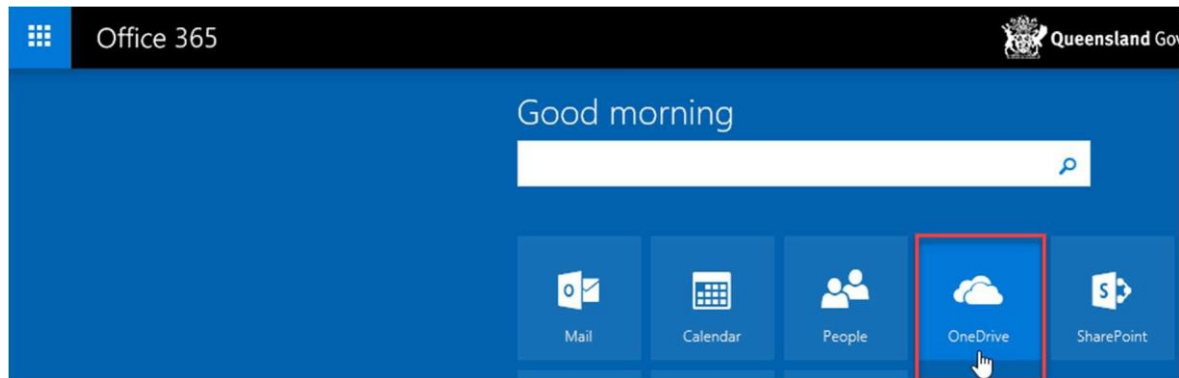 Office 365
Queensland Gov
Good morning
Mail Calendar People OneDrive SharePoint